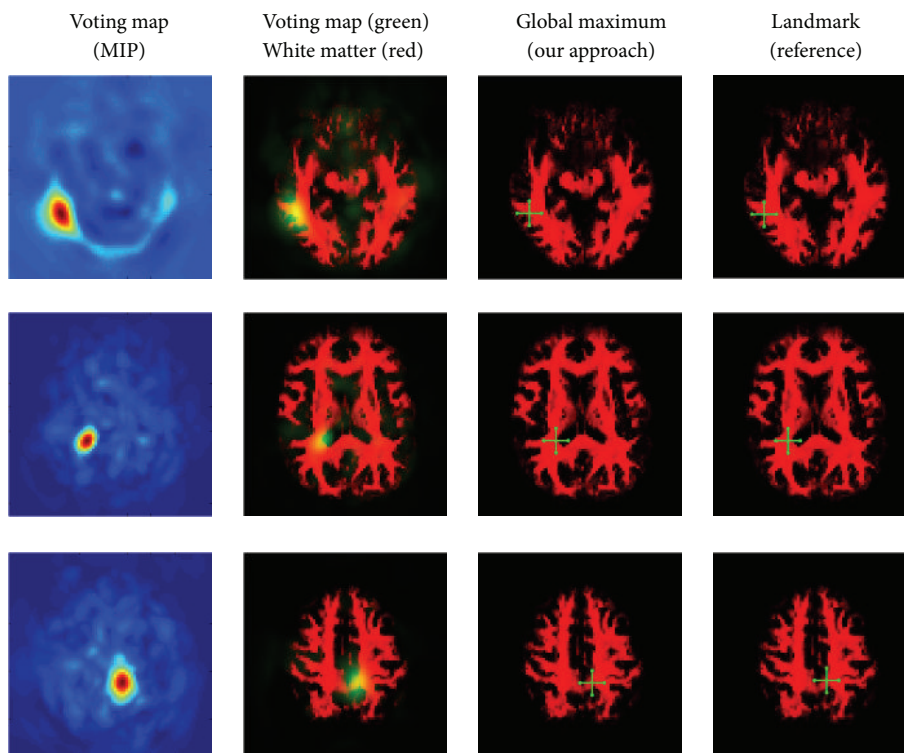 Voting map
(MIP)
Voting map (green)
White matter (red)
Global maximum
(our approach)
Landmark
(reference)